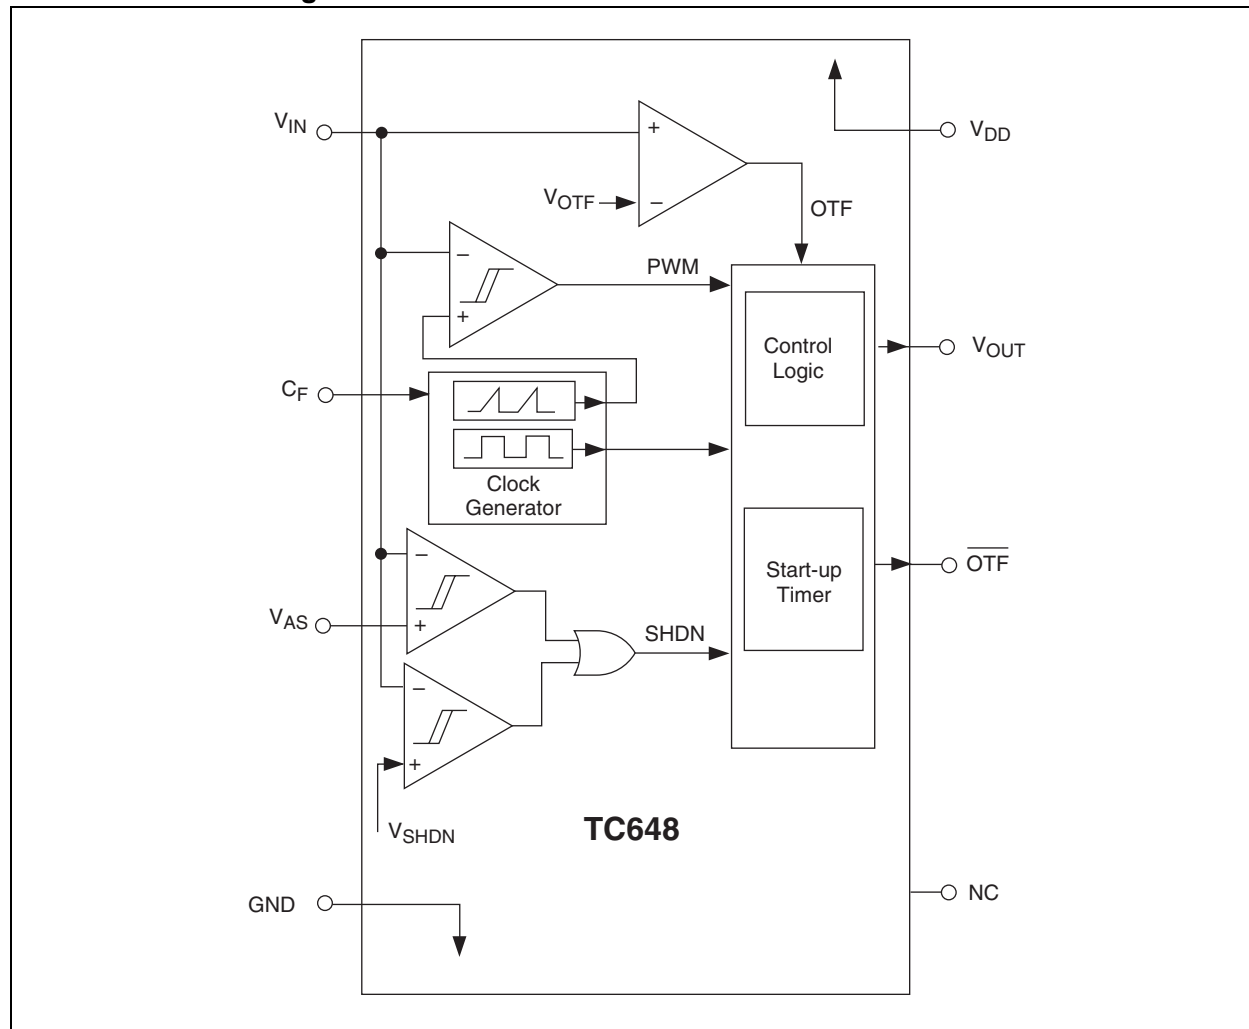 V_IN
V_DD
+
V_OTF
−
OTF
−
PWM
+
Control
Logic
V_OUT
C_F
Clock
Generator
−
Start-up
Timer
O̅T̅F̅
V_AS
+
SHDN
−
+
V_SHDN
TC648
GND
NC